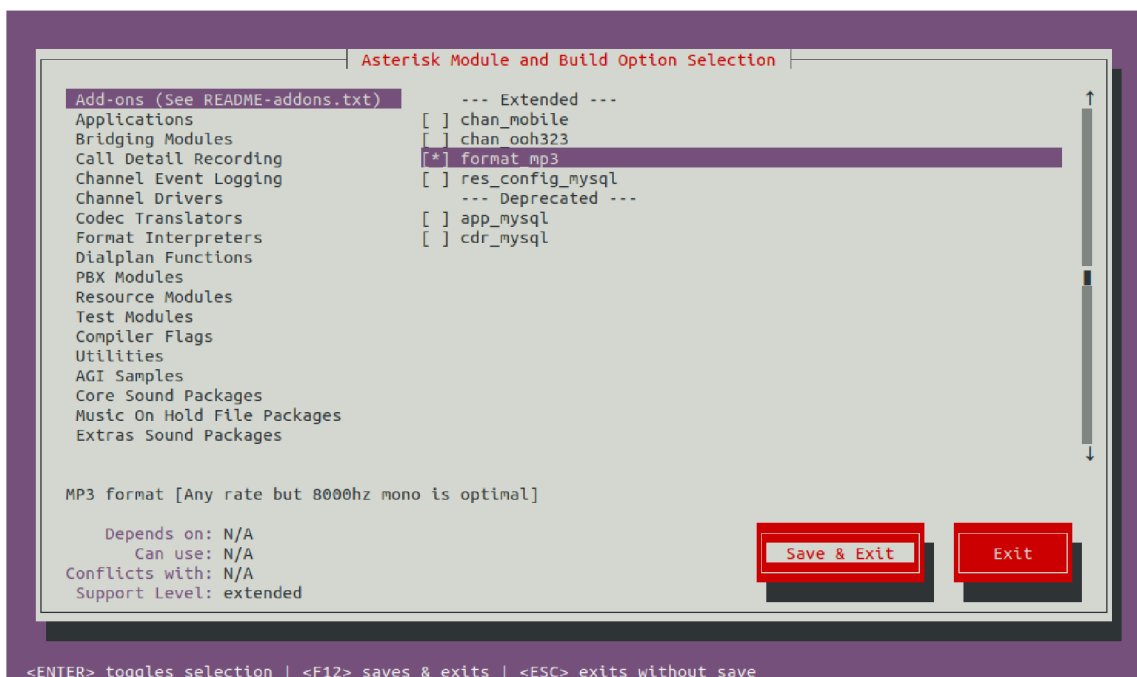 Asterisk Module and Build Option Selection
Add-ons (See README-addons.txt) --- Extended ---
Applications [ ] chan_mobile
Bridging Modules [ ] chan_ooh323
Call Detail Recording [*] format_mp3
Channel Event Logging [ ] res_config_mysql
Channel Drivers --- Deprecated ---
Codec Translators [ ] app_mysql
Format Interpreters [ ] cdr_mysql
Dialplan Functions
PBX Modules
Resource Modules
Test Modules
Compiler Flags
Utilities
AGI Samples
Core Sound Packages
Music On Hold File Packages
Extras Sound Packages
MP3 format [Any rate but 8000hz mono is optimal]
Depends on: N/A
Can use: N/A
Conflicts with: N/A
Support Level: extended
Save & Exit Exit
<ENTER> toggles selection | <F12> saves & exits | <ESC> exits without save